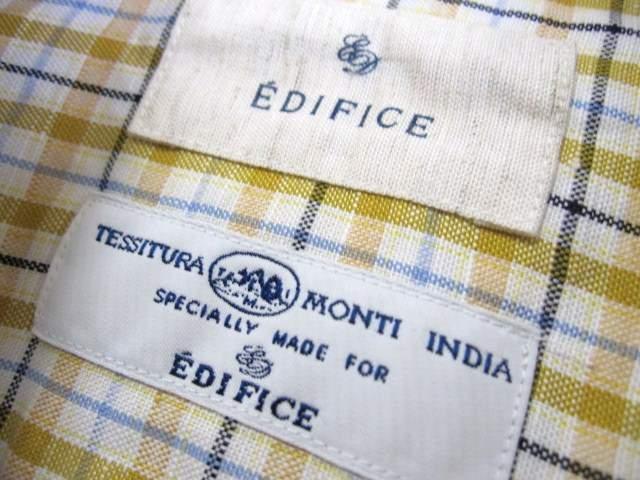 ÉDIFICE
TESSITURA MONTI INDIA
SPECIALLY MADE FOR
ÉDIFICE